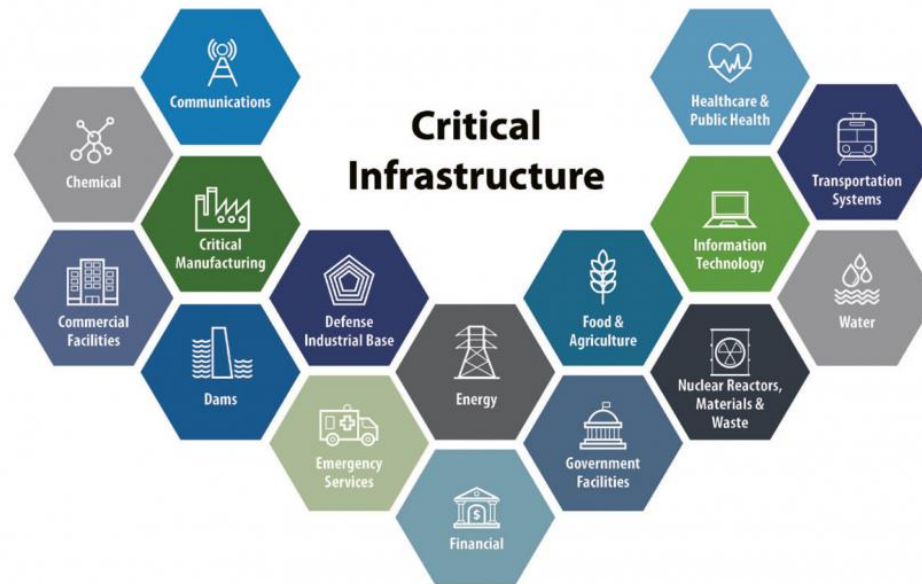 Critical
Infrastructure
Communications
Healthcare &
Public Health
Chemical
Transportation
Systems
Critical
Manufacturing
Information
Technology
Commercial
Facilities
Defense
Industrial Base
Food &
Agriculture
Water
Dams
Energy
Nuclear Reactors,
Materials &
Waste
Emergency
Services
Government
Facilities
$
Financial